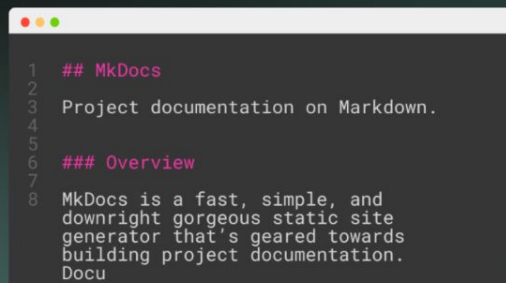 1 ## MkDocs
2
3 Project documentation on Markdown.
4
5
6 ### Overview
7
8 MkDocs is a fast, simple, and
downright gorgeous static site
generator that's geared towards
building project documentation.
Docu